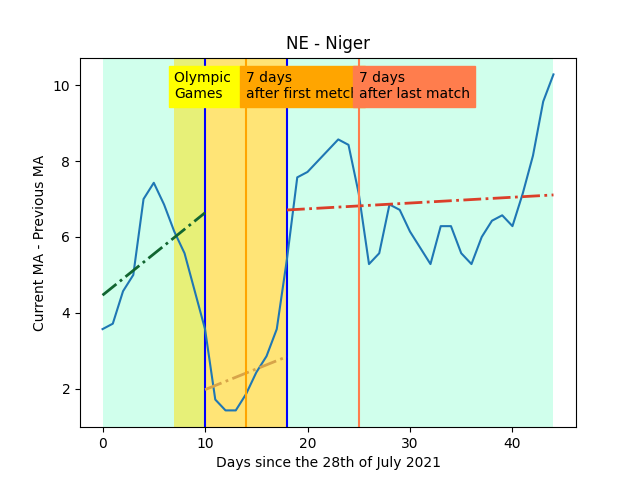 NE - Niger
Olympic
Games
7 days
after first
7 days
after last match
Current MA - Previous MA
10
8
6
4
2
0
10
20
30
40
Days since the 28th of July 2021